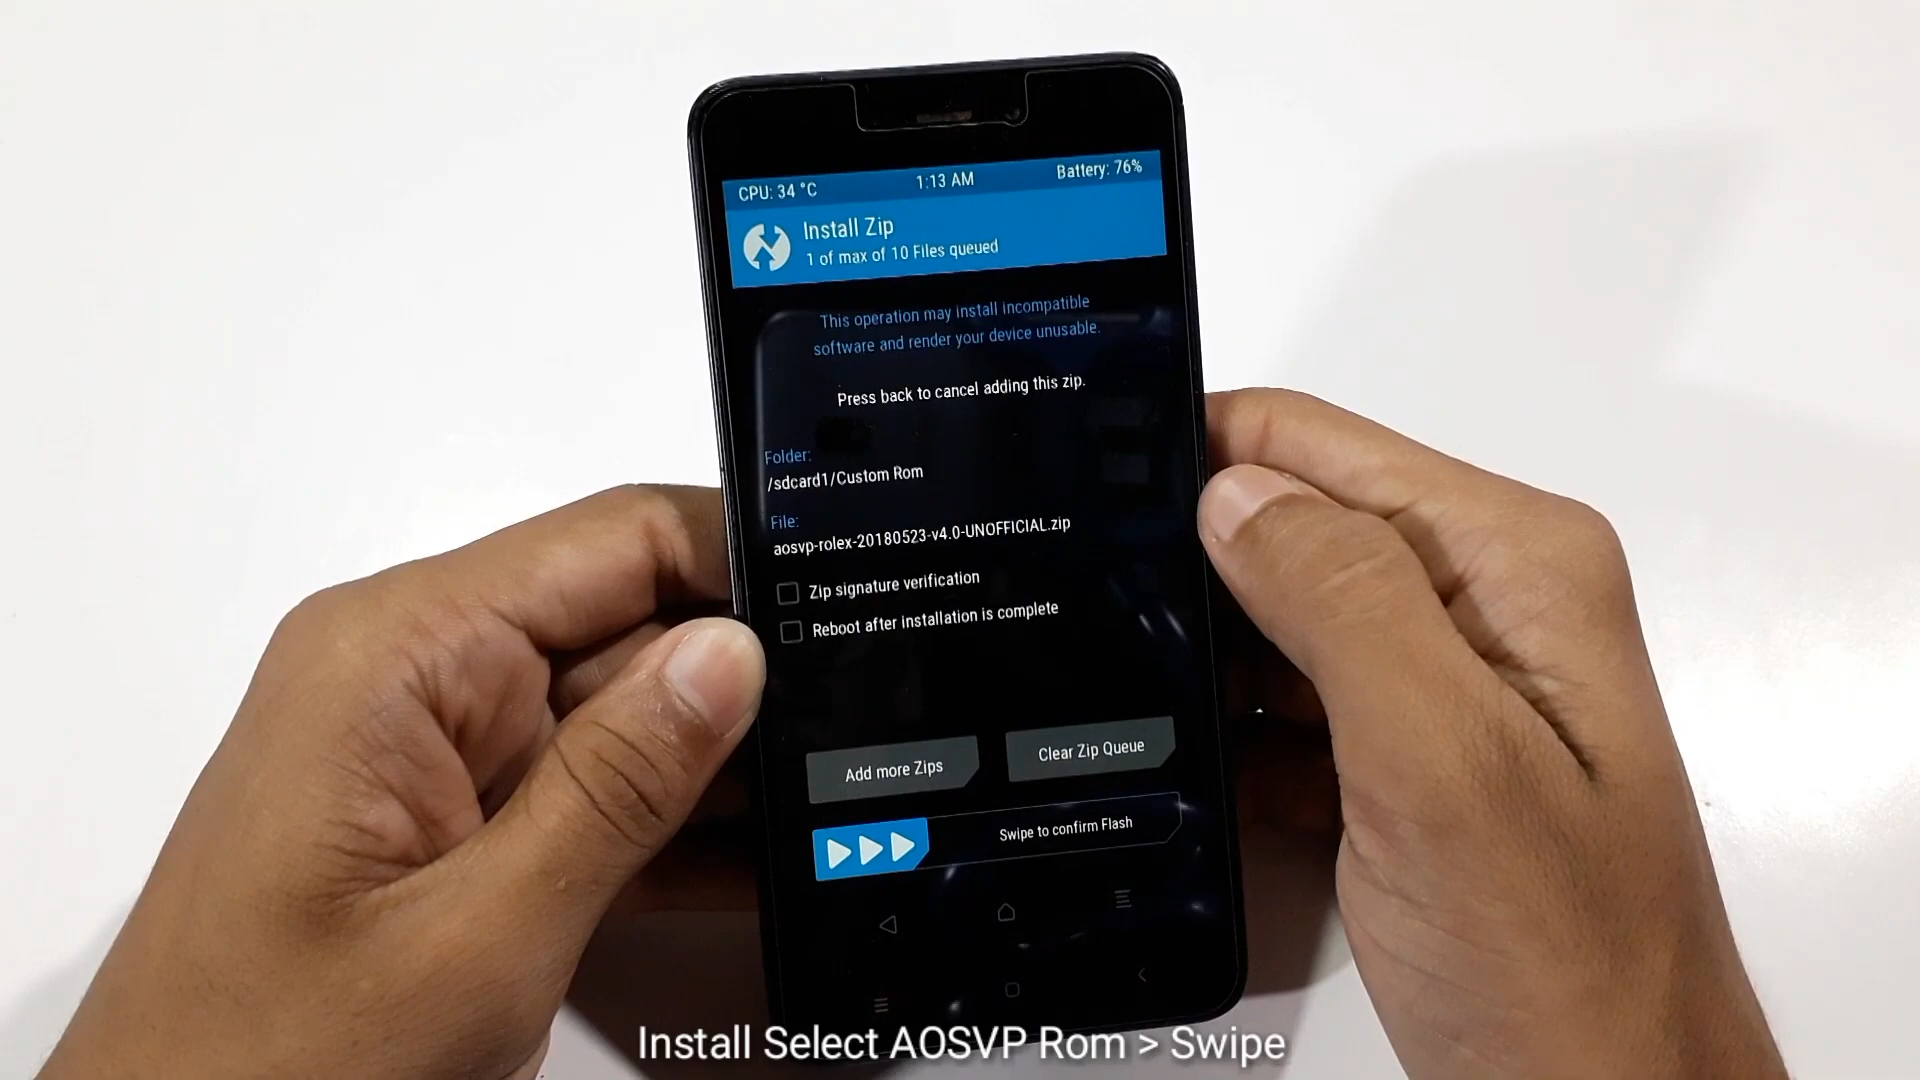 CPU: 34 °C
1:13 AM
Battery: 76%
Install Zip
1 of max of 10 Files queued
This operation may install incompatible
software and render your device unusable.
Press back to cancel adding this zip.
Folder:
/sdcard1/Custom Rom
File:
aosvp-rolex-20180523-v4.0-UNOFFICIAL.zip
Zip signature verification
Reboot after installation is complete
Add more Zips
Clear Zip Queue
Swipe to confirm Flash
Install Select AOSVP Rom > Swipe